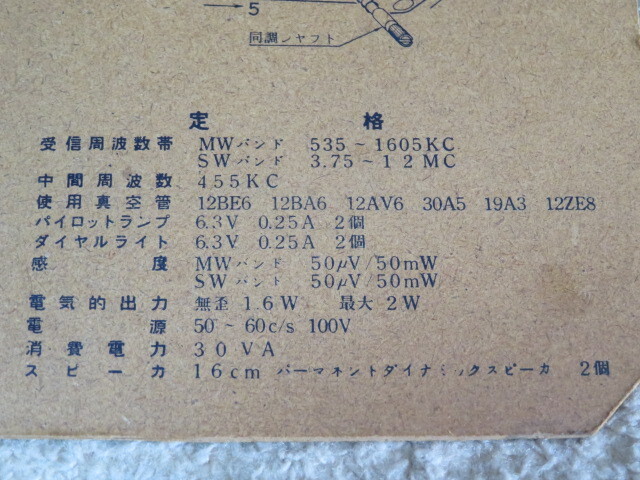 → 5
同調シャフト
定 格
受信周波数帯 MWバンド 535 ~ 1605KC
SWバンド 3.75 ~ 12MC
中間周波数 455KC
使用真空管 12BE6 12BA6 12AV6 30A5 19A3 12ZE8
パイロットランプ 6.3V 0.25A 2個
ダイヤルライト 6.3V 0.25A 2個
感度 MWバンド 50μV/50mW
SWバンド 50μV/50mW
電気的出力 無歪 1.6W 最大 2W
電源 50 ~ 60c/s 100V
消費電力 30VA
スピーカ 16cm パーマネントダイナミックスピーカ 2個